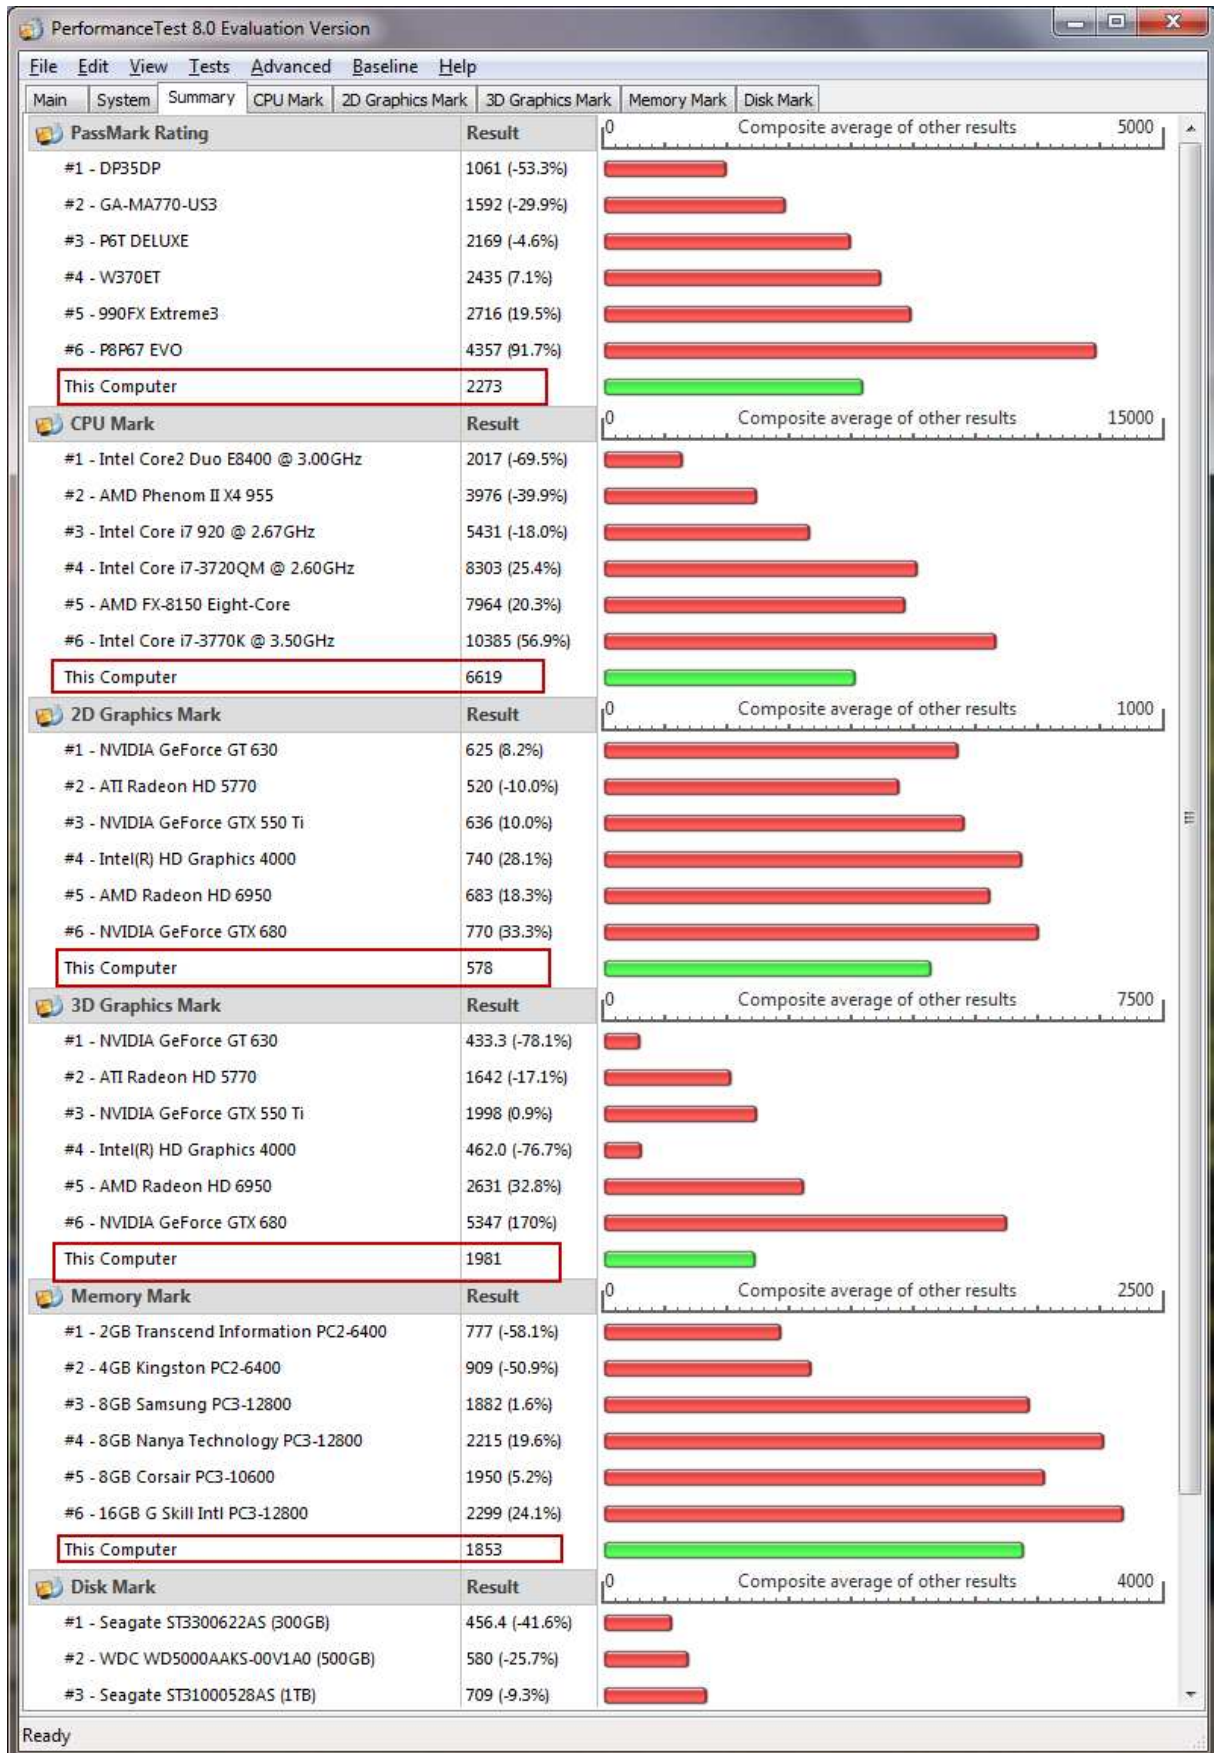 PerformanceTest 8.0 Evaluation Version
File Edit View Tests Advanced Baseline Help
Main System Summary CPU Mark 2D Graphics Mark 3D Graphics Mark Memory Mark Disk Mark
PassMark Rating Result 0 Composite average of other results 5000
#1 - DP35DP 1061 (-53.3%)
#2 - GA-MA770-US3 1592 (-29.9%)
#3 - P6T DELUXE 2169 (-4.6%)
#4 - W370ET 2435 (7.1%)
#5 - 990FX Extreme3 2716 (19.5%)
#6 - P8P67 EVO 4357 (91.7%)
This Computer 2273
CPU Mark Result 0 Composite average of other results 15000
#1 - Intel Core2 Duo E8400 @ 3.00GHz 2017 (-69.5%)
#2 - AMD Phenom II X4 955 3976 (-39.9%)
#3 - Intel Core i7 920 @ 2.67GHz 5431 (-18.0%)
#4 - Intel Core i7-3720QM @ 2.60GHz 8303 (25.4%)
#5 - AMD FX-8150 Eight-Core 7964 (20.3%)
#6 - Intel Core i7-3770K @ 3.50GHz 10385 (56.9%)
This Computer 6619
2D Graphics Mark Result 0 Composite average of other results 1000
#1 - NVIDIA GeForce GT 630 625 (8.2%)
#2 - ATI Radeon HD 5770 520 (-10.0%)
#3 - NVIDIA GeForce GTX 550 Ti 636 (10.0%)
#4 - Intel(R) HD Graphics 4000 740 (28.1%)
#5 - AMD Radeon HD 6950 683 (18.3%)
#6 - NVIDIA GeForce GTX 680 770 (33.3%)
This Computer 578
3D Graphics Mark Result 0 Composite average of other results 7500
#1 - NVIDIA GeForce GT 630 433.3 (-78.1%)
#2 - ATI Radeon HD 5770 1642 (-17.1%)
#3 - NVIDIA GeForce GTX 550 Ti 1998 (0.9%)
#4 - Intel(R) HD Graphics 4000 462.0 (-76.7%)
#5 - AMD Radeon HD 6950 2631 (32.8%)
#6 - NVIDIA GeForce GTX 680 5347 (170%)
This Computer 1981
Memory Mark Result 0 Composite average of other results 2500
#1 - 2GB Transcend Information PC2-6400 777 (-58.1%)
#2 - 4GB Kingston PC2-6400 909 (-50.9%)
#3 - 8GB Samsung PC3-12800 1882 (1.6%)
#4 - 8GB Nanya Technology PC3-12800 2215 (19.6%)
#5 - 8GB Corsair PC3-10600 1950 (5.2%)
#6 - 16GB G Skill Intl PC3-12800 2299 (24.1%)
This Computer 1853
Disk Mark Result 0 Composite average of other results 4000
#1 - Seagate ST3300622AS (300GB) 456.4 (-41.6%)
#2 - WDC WD5000AAKS-00V1A0 (500GB) 580 (-25.7%)
#3 - Seagate ST31000528AS (1TB) 709 (-9.3%)
Ready